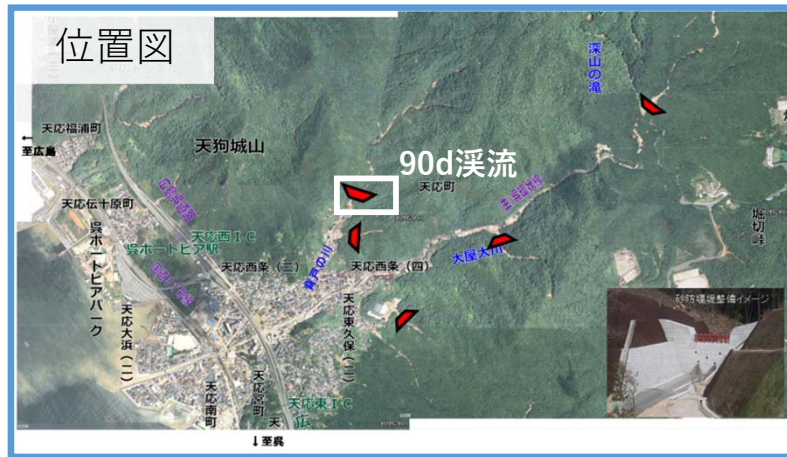 位置図
深山の滝
天応福浦町
←
至広島
天狗城山
90d渓流
天応町
天応伝十原町
天応西IC
呉ポートピア駅
呉ポートピアパーク
天応西条(三)
背戸の川
天応西条(四)
大屋大川
堀切峠
天応大浜(二)
天応東久保(二)
砂防堰堤整備イメージ
天応南町
天応宮町
天応東IC
↓至呉